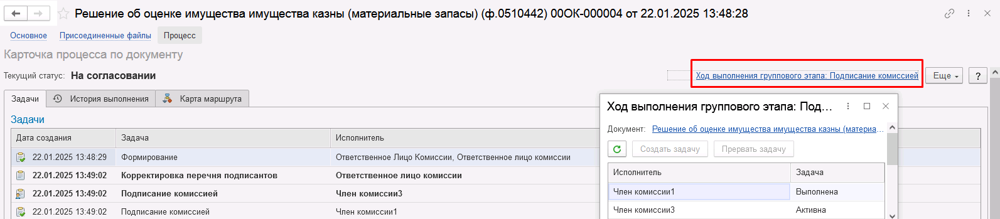 Решение об оценке имущества имущества казны (материальные запасы) (ф.0510442) 00ОК-000004 от 22.01.2025 13:48:28
Основное Присоединенные файлы Процесс
Карточка процесса по документу
Текущий статус: На согласовании
Ход выполнения группового этапа: Подписание комиссией Еще ?
Задачи История выполнения Карта маршрута
Задачи
Дата создания Задача Исполнитель
22.01.2025 13:48:29 Формирование Ответственное Лицо Комиссии, Ответственное лицо комиссии
22.01.2025 13:49:02 Корректировка перечня подписантов Ответственное лицо комиссии
22.01.2025 13:49:02 Подписание комиссией Член комиссии3
22.01.2025 13:49:02 Подписание комиссией Член комиссии1
Ход выполнения группового этапа: Под...
Документ: Решение об оценке имущества имущества казны (материа...
Создать задачу Прервать задачу
Исполнитель Задача
Член комиссии1 Выполнена
Член комиссии3 Активна